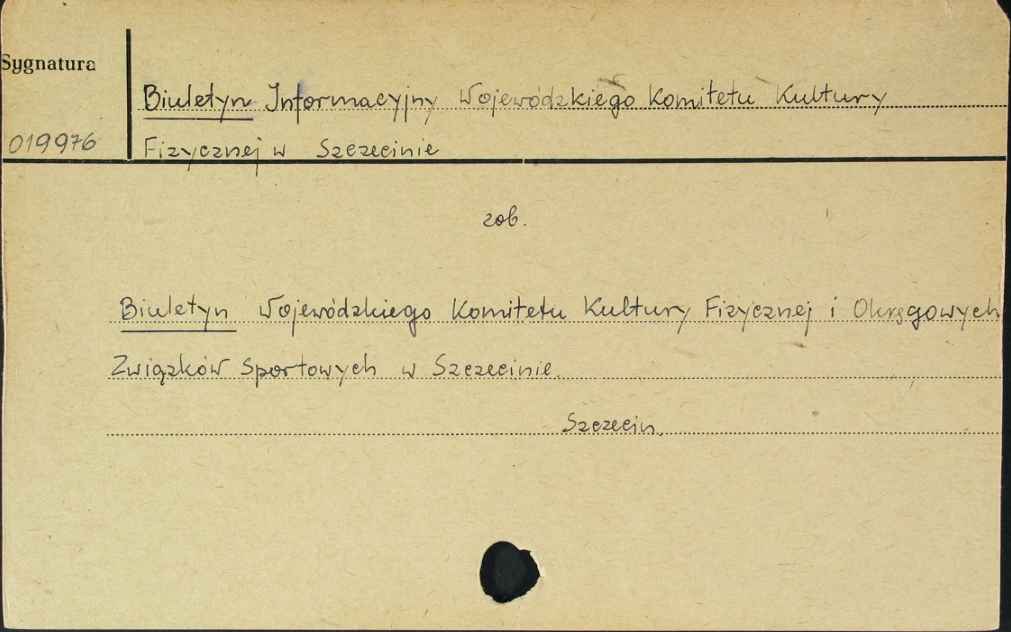 Sygnatura
Biuletyn Informacyjny Wojewódzkiego Komitetu Kultury
019976
Fizycznej w Szczecinie
zob.
Biuletyn Wojewódzkiego Komitetu Kultury Fizycznej i Okręgowych
Związków Sportowych w Szczecinie.
Szczecin.